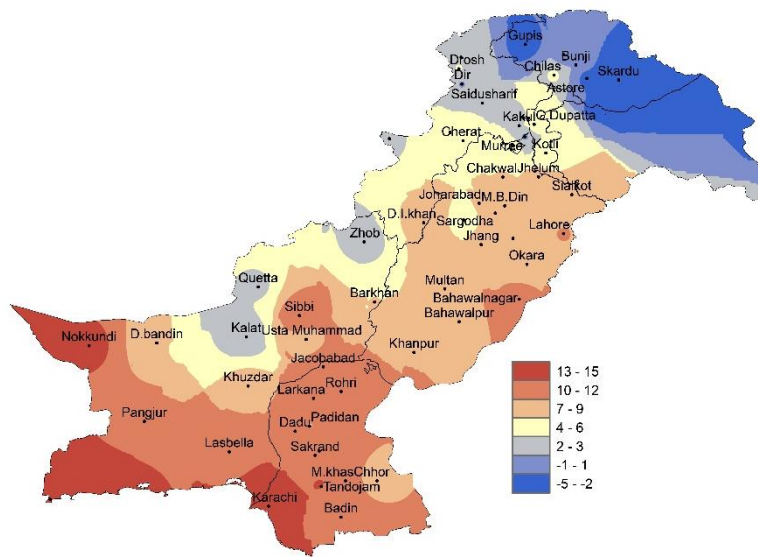 Gupis
Drosh
Bunji
Dir
Chilas
Skardu
Saidusharif
Astore
Kakul
G.Dupatta
Cherat
Murree
Kotli
Chakwal
Jhelum
Sialkot
Joharabad
M.B.Din
D.I.khan
Sargodha
Lahore
Zhob
Jhang
Okara
Quetta
Multan
Barkhan
Bahawalnagar
Sibbi
Bahawalpur
Nokkundi
D.bandin
Kalat
Usta Muhammad
Khanpur
Jacobabad
Khuzdar
Rohri
Larkana
Pangjur
Dadu
Padidan
Lasbella
Sakrand
M.khas
Chhor
Tandojam
Karachi
Badin
13 - 15
10 - 12
7 - 9
4 - 6
2 - 3
-1 - 1
-5 - -2